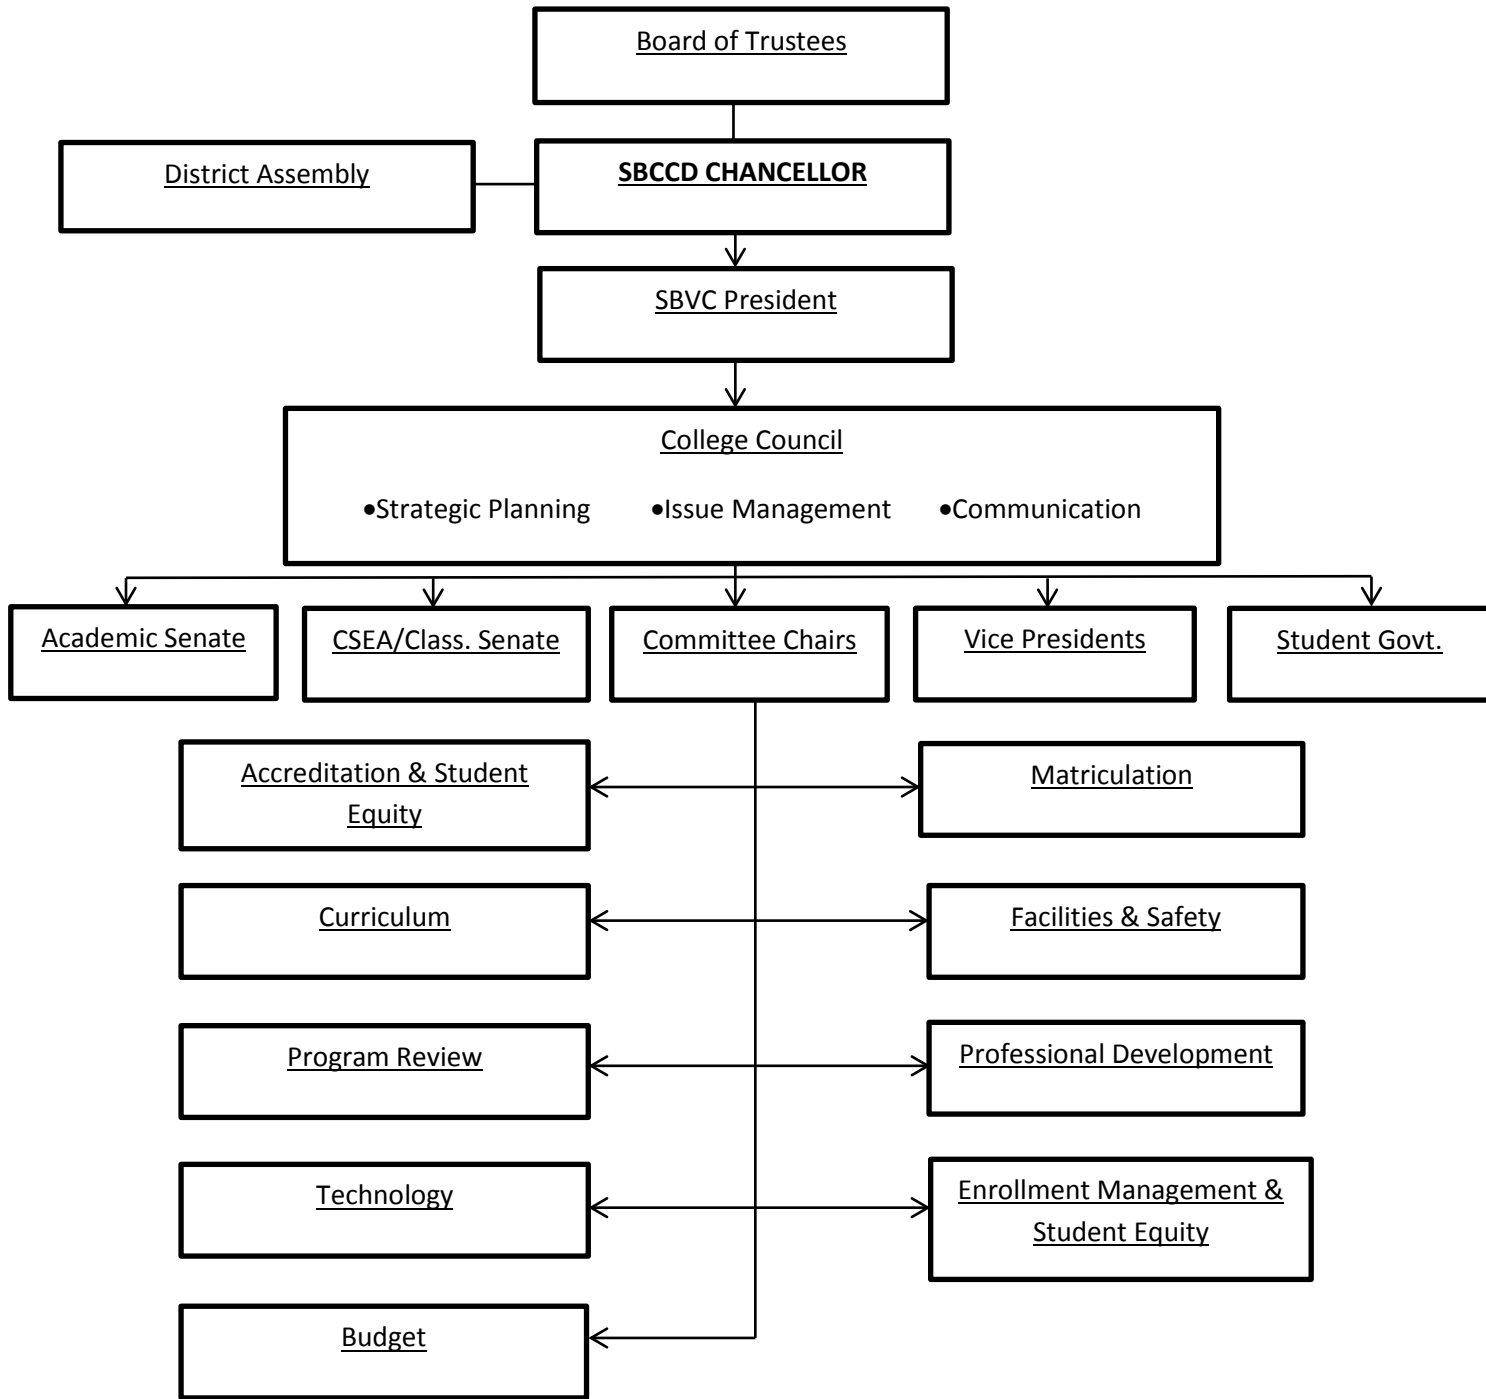 Board of Trustees
District Assembly
SBCCD CHANCELLOR
SBVC President
College Council
•Strategic Planning •Issue Management •Communication
Academic Senate
CSEA/Class. Senate
Committee Chairs
Vice Presidents
Student Govt.
Accreditation & Student
Equity
Matriculation
Curriculum
Facilities & Safety
Program Review
Professional Development
Technology
Enrollment Management &
Student Equity
Budget